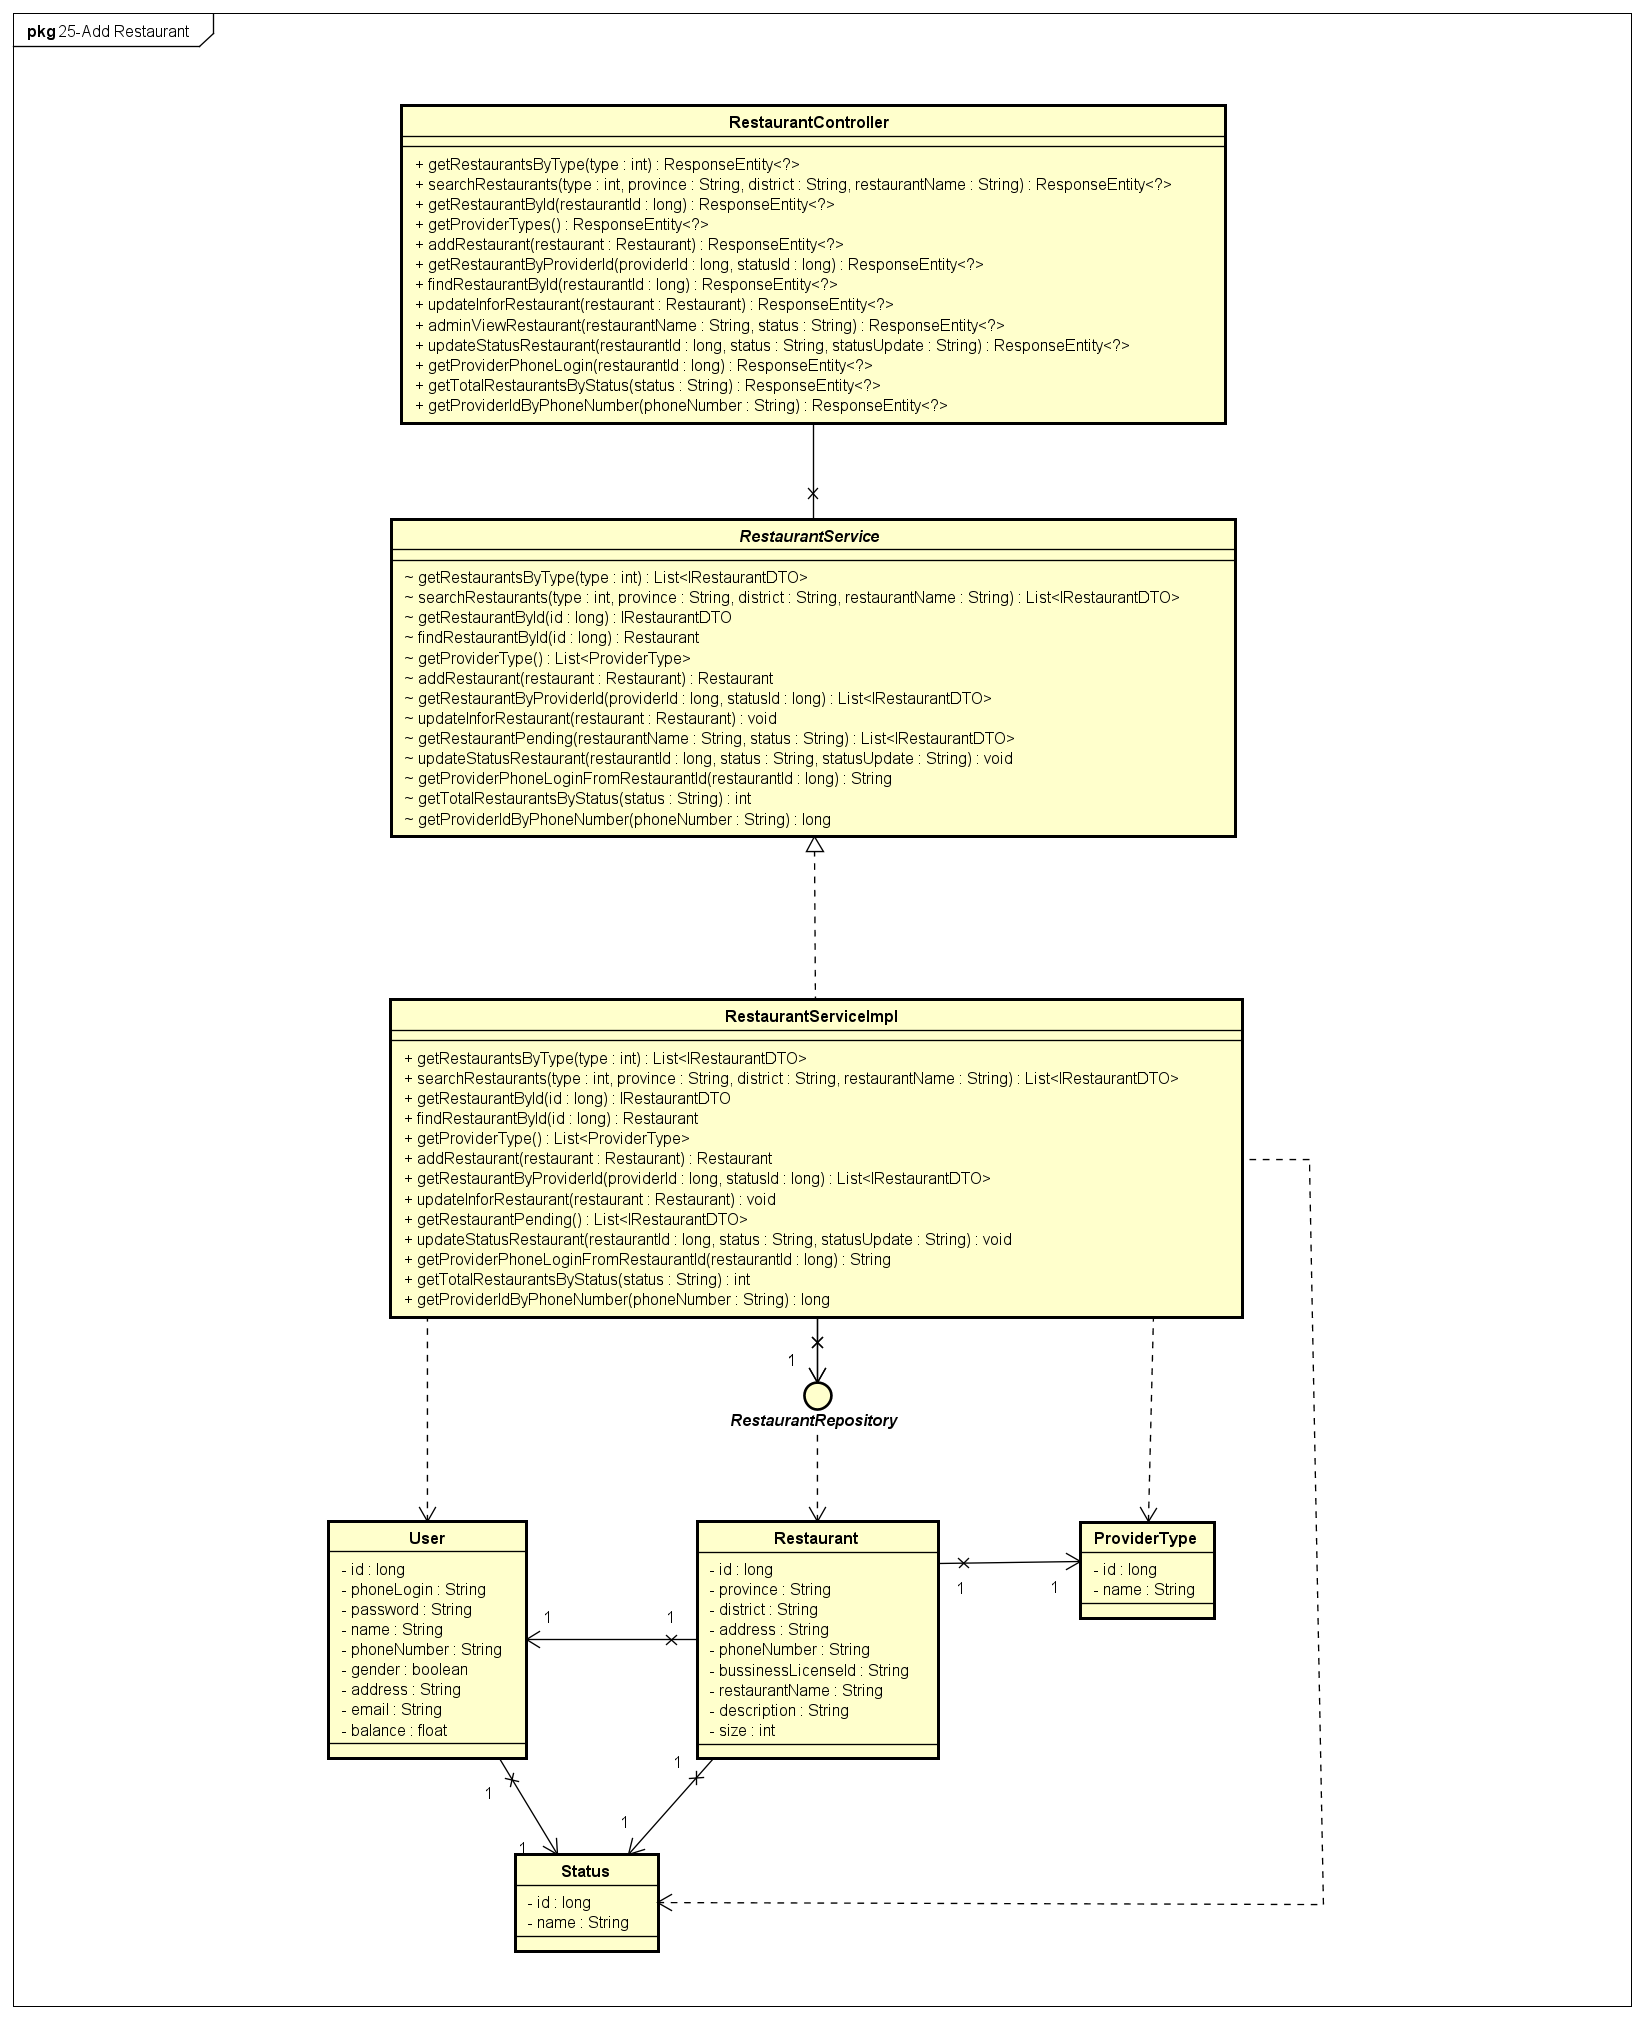 pkg 25-Add Restaurant
RestaurantController
+ getRestaurantsByType(type : int) : ResponseEntity<?>
+ searchRestaurants(type : int, province : String, district : String, restaurantName : String) : ResponseEntity<?>
+ getRestaurantById(restaurantId : long) : ResponseEntity<?>
+ getProviderTypes() : ResponseEntity<?>
+ addRestaurant(restaurant : Restaurant) : ResponseEntity<?>
+ getRestaurantByProviderId(providerId : long, statusId : long) : ResponseEntity<?>
+ findRestaurantById(restaurantId : long) : ResponseEntity<?>
+ updateInforRestaurant(restaurant : Restaurant) : ResponseEntity<?>
+ adminViewRestaurant(restaurantName : String, status : String) : ResponseEntity<?>
+ updateStatusRestaurant(restaurantId : long, status : String, statusUpdate : String) : ResponseEntity<?>
+ getProviderPhoneLogin(restaurantId : long) : ResponseEntity<?>
+ getTotalRestaurantsByStatus(status : String) : ResponseEntity<?>
+ getProviderIdByPhoneNumber(phoneNumber : String) : ResponseEntity<?>
RestaurantService
~ getRestaurantsByType(type : int) : List<IRestaurantDTO>
~ searchRestaurants(type : int, province : String, district : String, restaurantName : String) : List<IRestaurantDTO>
~ getRestaurantById(id : long) : IRestaurantDTO
~ findRestaurantById(id : long) : Restaurant
~ getProviderType() : List<ProviderType>
~ addRestaurant(restaurant : Restaurant) : Restaurant
~ getRestaurantByProviderId(providerId : long, statusId : long) : List<IRestaurantDTO>
~ updateInforRestaurant(restaurant : Restaurant) : void
~ getRestaurantPending(restaurantName : String, status : String) : List<IRestaurantDTO>
~ updateStatusRestaurant(restaurantId : long, status : String, statusUpdate : String) : void
~ getProviderPhoneLoginFromRestaurantId(restaurantId : long) : String
~ getTotalRestaurantsByStatus(status : String) : int
~ getProviderIdByPhoneNumber(phoneNumber : String) : long
RestaurantServiceImpl
+ getRestaurantsByType(type : int) : List<IRestaurantDTO>
+ searchRestaurants(type : int, province : String, district : String, restaurantName : String) : List<IRestaurantDTO>
+ getRestaurantById(id : long) : IRestaurantDTO
+ findRestaurantById(id : long) : Restaurant
+ getProviderType() : List<ProviderType>
+ addRestaurant(restaurant : Restaurant) : Restaurant
+ getRestaurantByProviderId(providerId : long, statusId : long) : List<IRestaurantDTO>
+ updateInforRestaurant(restaurant : Restaurant) : void
+ getRestaurantPending() : List<IRestaurantDTO>
+ updateStatusRestaurant(restaurantId : long, status : String, statusUpdate : String) : void
+ getProviderPhoneLoginFromRestaurantId(restaurantId : long) : String
+ getTotalRestaurantsByStatus(status : String) : int
+ getProviderIdByPhoneNumber(phoneNumber : String) : long
1
RestaurantRepository
User
- id : long
- phoneLogin : String
- password : String
- name : String
- phoneNumber : String
- gender : boolean
- address : String
- email : String
- balance : float
1
1
Restaurant
- id : long
- province : String
- district : String
- address : String
- phoneNumber : String
- bussinessLicenseId : String
- restaurantName : String
- description : String
- size : int
1
1
ProviderType
- id : long
- name : String
1
1
1
1
Status
- id : long
- name : String